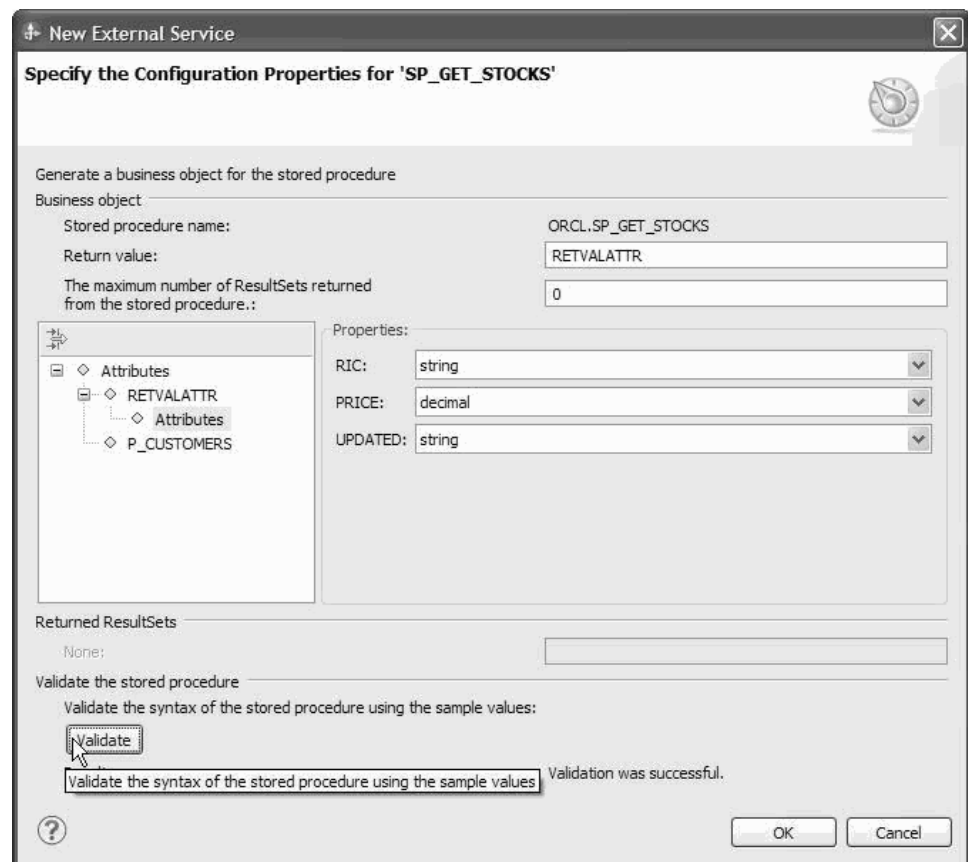 New External Service
Specify the Configuration Properties for 'SP_GET_STOCKS'
Generate a business object for the stored procedure
Business object
Stored procedure name: ORCL.SP_GET_STOCKS
Return value: RETVALATTR
The maximum number of ResultSets returned
from the stored procedure.: 0
Properties:
Attributes
RETVALATTR
Attributes
P_CUSTOMERS
RIC: string
PRICE: decimal
UPDATED: string
Returned ResultSets
None:
Validate the stored procedure
Validate the syntax of the stored procedure using the sample values:
Validate
Validation was successful.
Validate the syntax of the stored procedure using the sample values
? OK Cancel